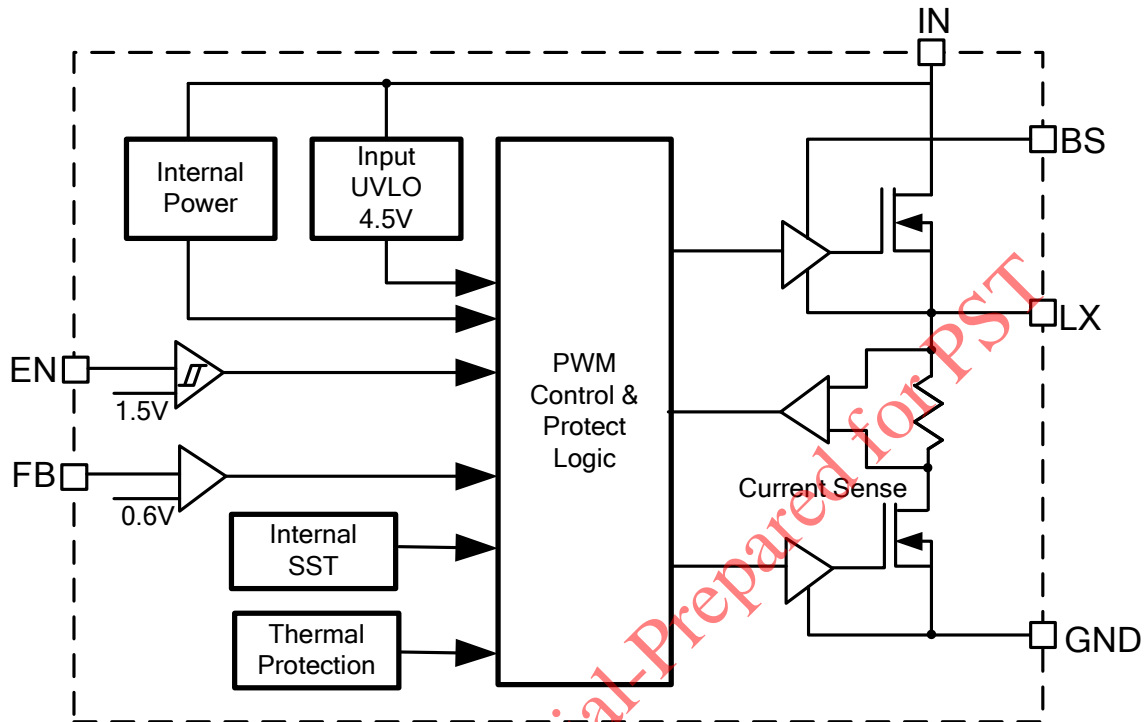 IN
BS
Internal
Power
Input
UVLO
4.5V
LX
EN
1.5V
PWM
Control &
Protect
Logic
FB
0.6V
Current Sense
Internal
SST
Thermal
Protection
GND
-Prepared for PST